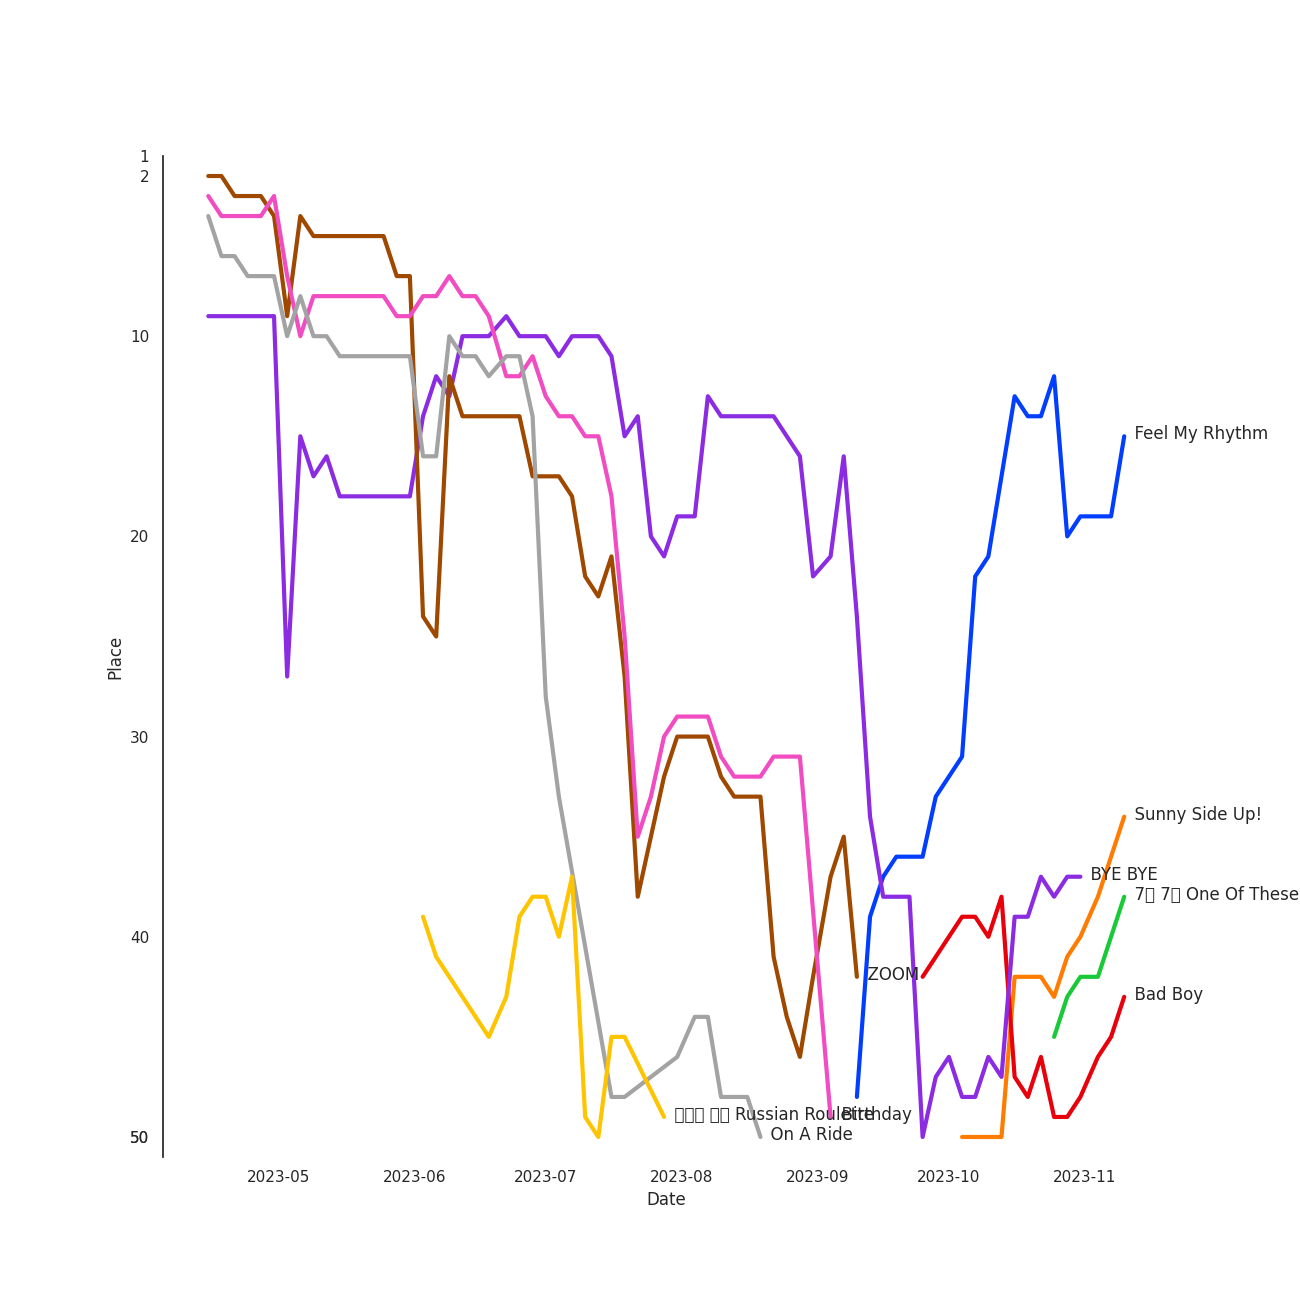 1
2
10
20
30
40
50
Place
2023-05
2023-06
2023-07
2023-08
2023-09
2023-10
2023-11
Date
Feel My Rhythm
Sunny Side Up!
BYE BYE
7 7 One Of These
ZOOM
Bad Boy
Russian Roulette
Birthday
On A Ride